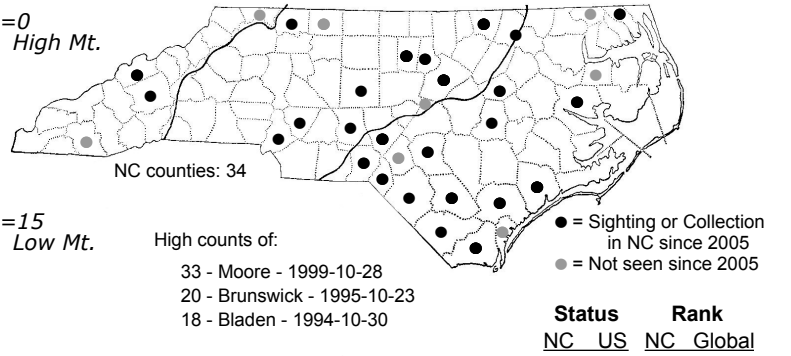 =0
High Mt.
NC counties: 34
=15
Low Mt.
High counts of:
33 - Moore - 1999-10-28
20 - Brunswick - 1995-10-23
18 - Bladen - 1994-10-30
= Sighting or Collection
in NC since 2005
= Not seen since 2005
Status Rank
NC US NC Global